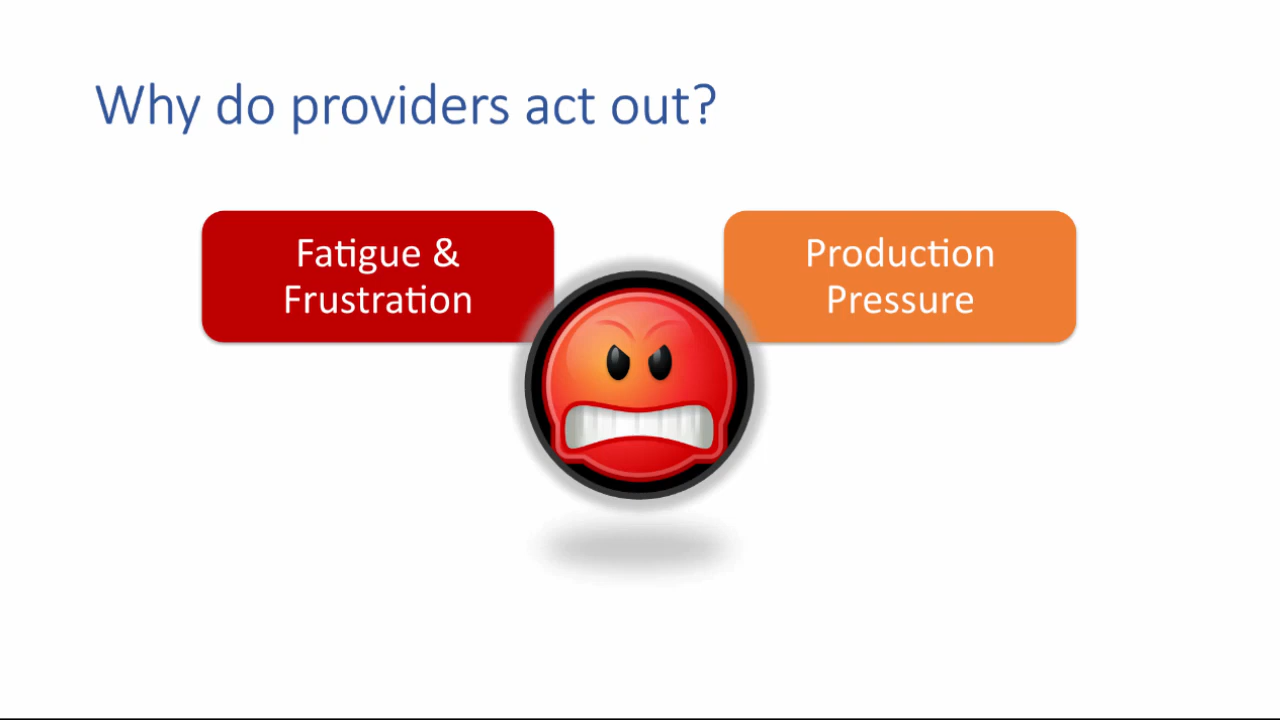 Why do providers act out?
Fatigue &
Frustration
Production
Pressure